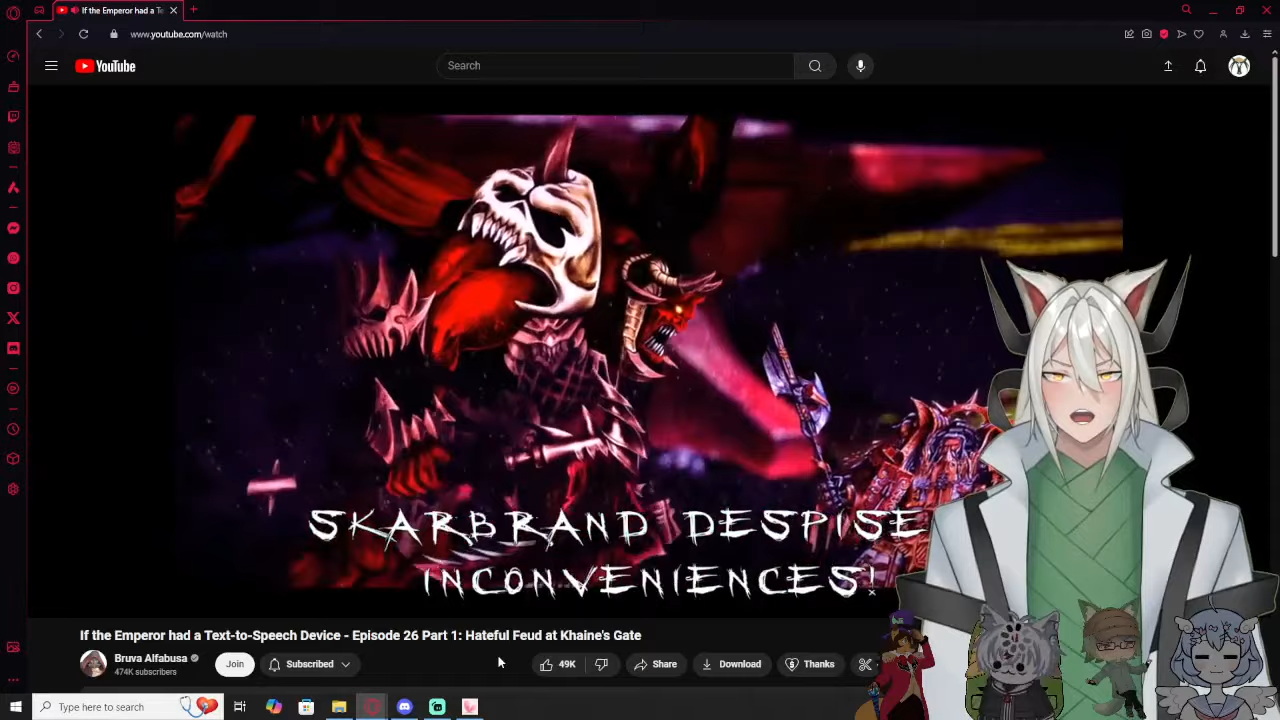 If the Emperor had a Te
www.youtube.com/watch
YouTube
Search
SKARBRAND DESPISE
INCONVENIENCES!
If the Emperor had a Text-to-Speech Device - Episode 26 Part 1: Hateful Feud at Khaine's Gate
Bruva Alfabusa
474K subscribers
Join
Subscribed
49K
Share
Download
Thanks
Type here to search